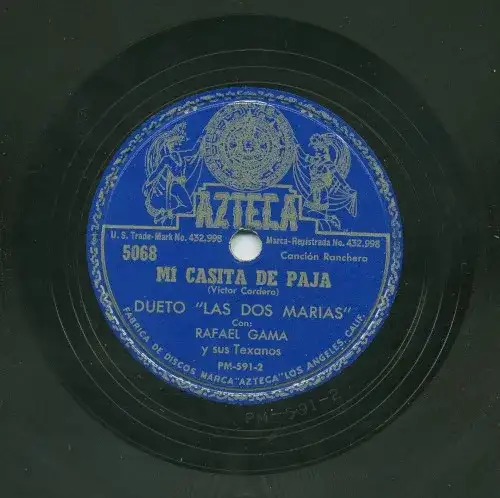 AZTECA
U. S. Trade-Mark No. 432.998 Marca-Registrada No. 432.998
5068 Canción Ranchera
MI CASITA DE PAJA
(Victor Cordero)
DUETO "LAS DOS MARIAS"
Con:
RAFAEL GAMA
y sus Texanos
PM-591-2
FABRICA DE DISCOS MARCA "AZTECA" LOS ANGELES, CALIF.
PM-591-2